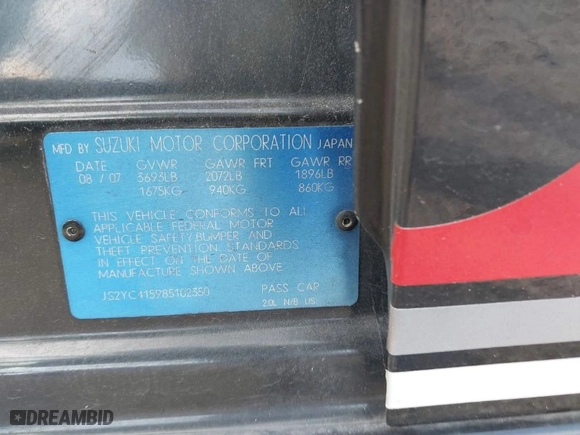 MFD BY SUZUKI MOTOR CORPORATION JAPAN
DATE GVWR GAWR FRT GAWR RR
08 / 07 3693LB 2072LB 1896LB
1675KG 940KG 860KG
THIS VEHICLE CONFORMS TO ALL
APPLICABLE FEDERAL MOTOR
VEHICLE SAFETY,BUMPER AND
THEFT PREVENTION STANDARDS
IN EFFECT ON THE DATE OF
MANUFACTURE SHOWN ABOVE
JS2YC415985102350 PASS CAR
2.0L N/B US
DREAMBID